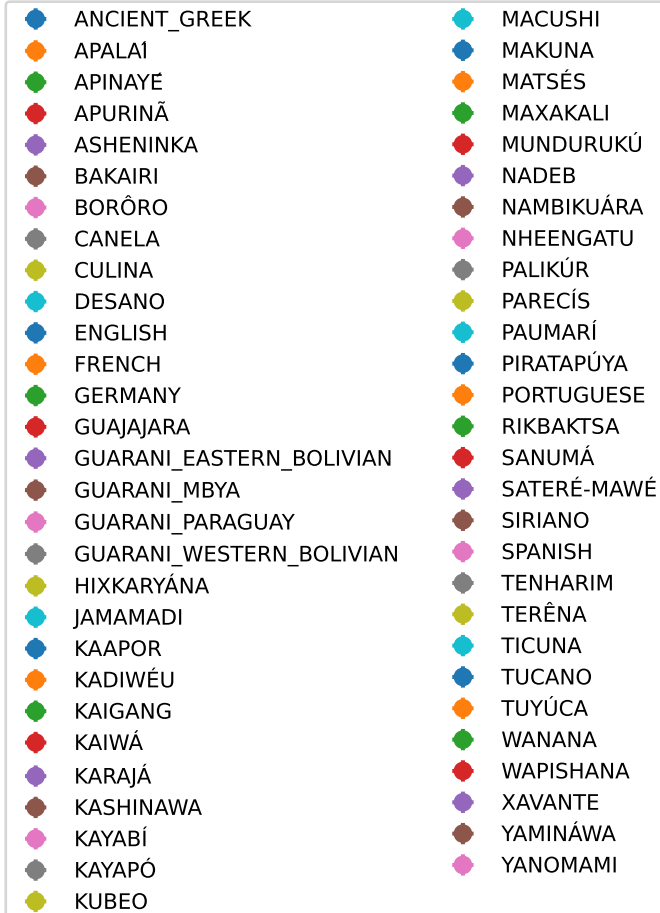 ANCIENT_GREEK
APALAÍ
APINAYÉ
APURINÃ
ASHENINKA
BAKAIRI
BORÔRO
CANELA
CULINA
DESANO
ENGLISH
FRENCH
GERMANY
GUAJAJARA
GUARANI_EASTERN_BOLIVIAN
GUARANI_MBYA
GUARANI_PARAGUAY
GUARANI_WESTERN_BOLIVIAN
HIXKARYÁNA
JAMAMADI
KAAPOR
KADIWÉU
KAIGANG
KAIWÁ
KARAJÁ
KASHINAWA
KAYABÍ
KAYAPÓ
KUBEO
MACUSHI
MAKUNA
MATSÉS
MAXAKALI
MUNDURUKÚ
NADEB
NAMBIKUÁRA
NHEENGATU
PALIKÚR
PARECÍS
PAUMARÍ
PIRATAPÚYA
PORTUGUESE
RIKBAKTSA
SANUMÁ
SATERÉ-MAWÉ
SIRIANO
SPANISH
TENHARIM
TERÊNA
TICUNA
TUCANO
TUYÚCA
WANANA
WAPISHANA
XAVANTE
YAMINÁWA
YANOMAMI